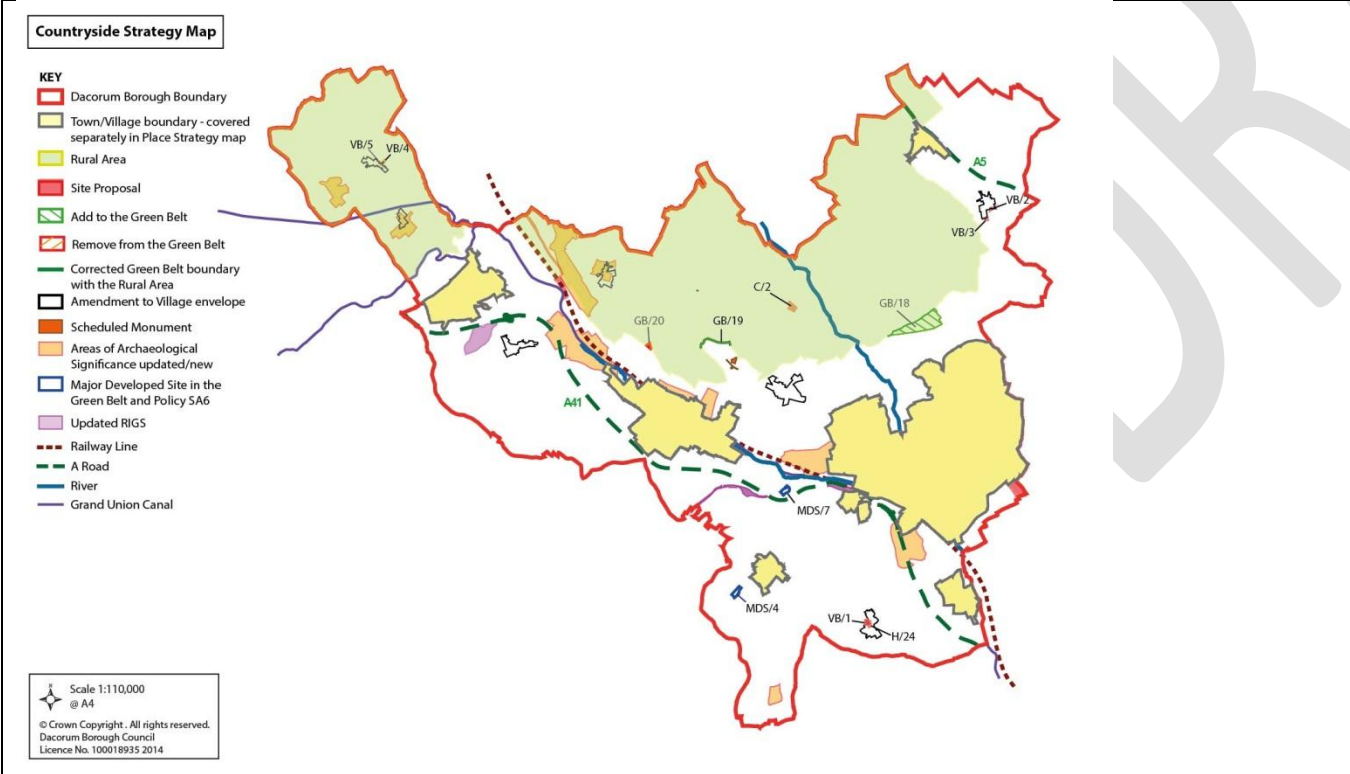 Countryside Strategy Map
KEY
Dacorum Borough Boundary
Town/Village boundary - covered
separately in Place Strategy map
Rural Area
Site Proposal
Add to the Green Belt
Remove from the Green Belt
Corrected Green Belt boundary
with the Rural Area
Amendment to Village envelope
Scheduled Monument
Areas of Archaeological
Significance updated/new
Major Developed Site in the
Green Belt and Policy SA6
Updated RIGS
Railway Line
A Road
River
Grand Union Canal
VB/5
VB/4
A5
VB/2
VB/3
C/2
GB/18
GB/20
GB/19
A41
MDS/7
MDS/4
VB/1
H/24
N
Scale 1:110,000
@ A4
© Crown Copyright . All rights reserved.
Dacorum Borough Council
Licence No. 100018935 2014